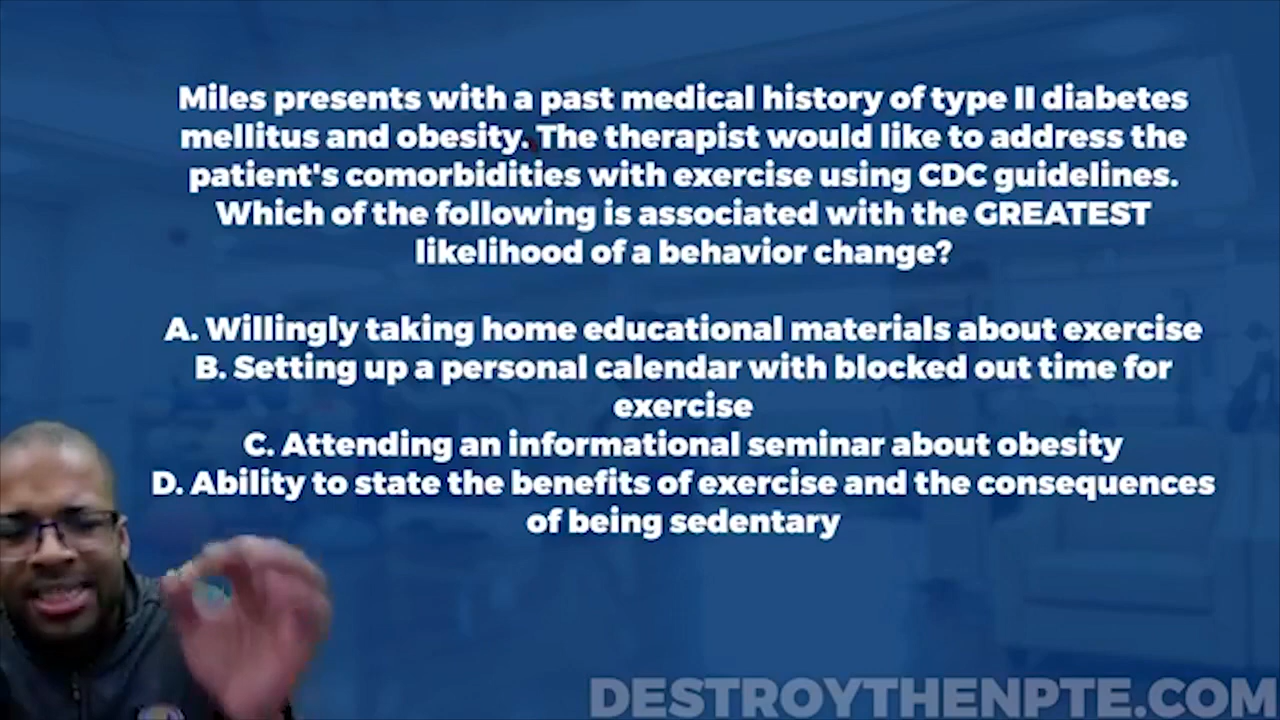 Miles presents with a past medical history of type II diabetes
mellitus and obesity. The therapist would like to address the
patient's comorbidities with exercise using CDC guidelines.
Which of the following is associated with the GREATEST
likelihood of a behavior change?
A. Willingly taking home educational materials about exercise
B. Setting up a personal calendar with blocked out time for
exercise
C. Attending an informational seminar about obesity
D. Ability to state the benefits of exercise and the consequences
of being sedentary
DESTROYTHENPTE.COM